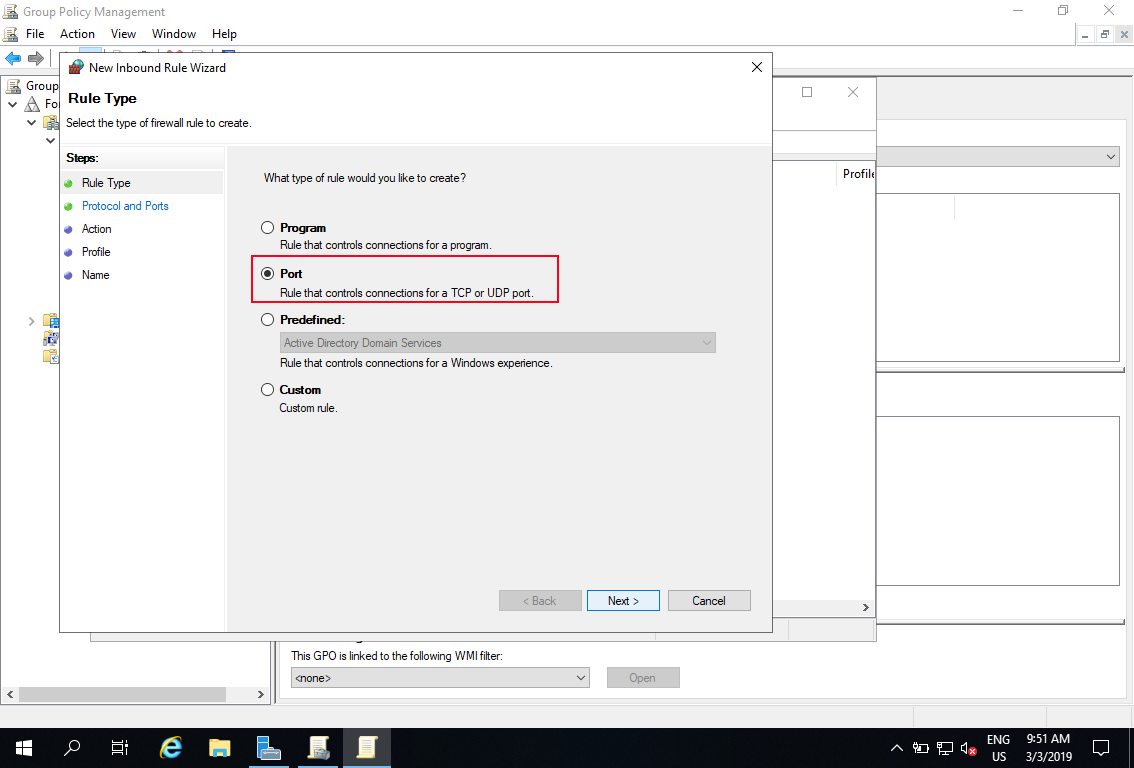 Group Policy Management
File Action View Window Help
New Inbound Rule Wizard
Rule Type
Select the type of firewall rule to create.
Steps:
Rule Type
Protocol and Ports
Action
Profile
Name
What type of rule would you like to create?
Program
Rule that controls connections for a program.
Port
Rule that controls connections for a TCP or UDP port.
Predefined:
Active Directory Domain Services
Rule that controls connections for a Windows experience.
Custom
Custom rule.
< Back Next > Cancel
Group
Fo
Profile
This GPO is linked to the following WMI filter:
<none> Open
ENG
US
9:51 AM
3/3/2019